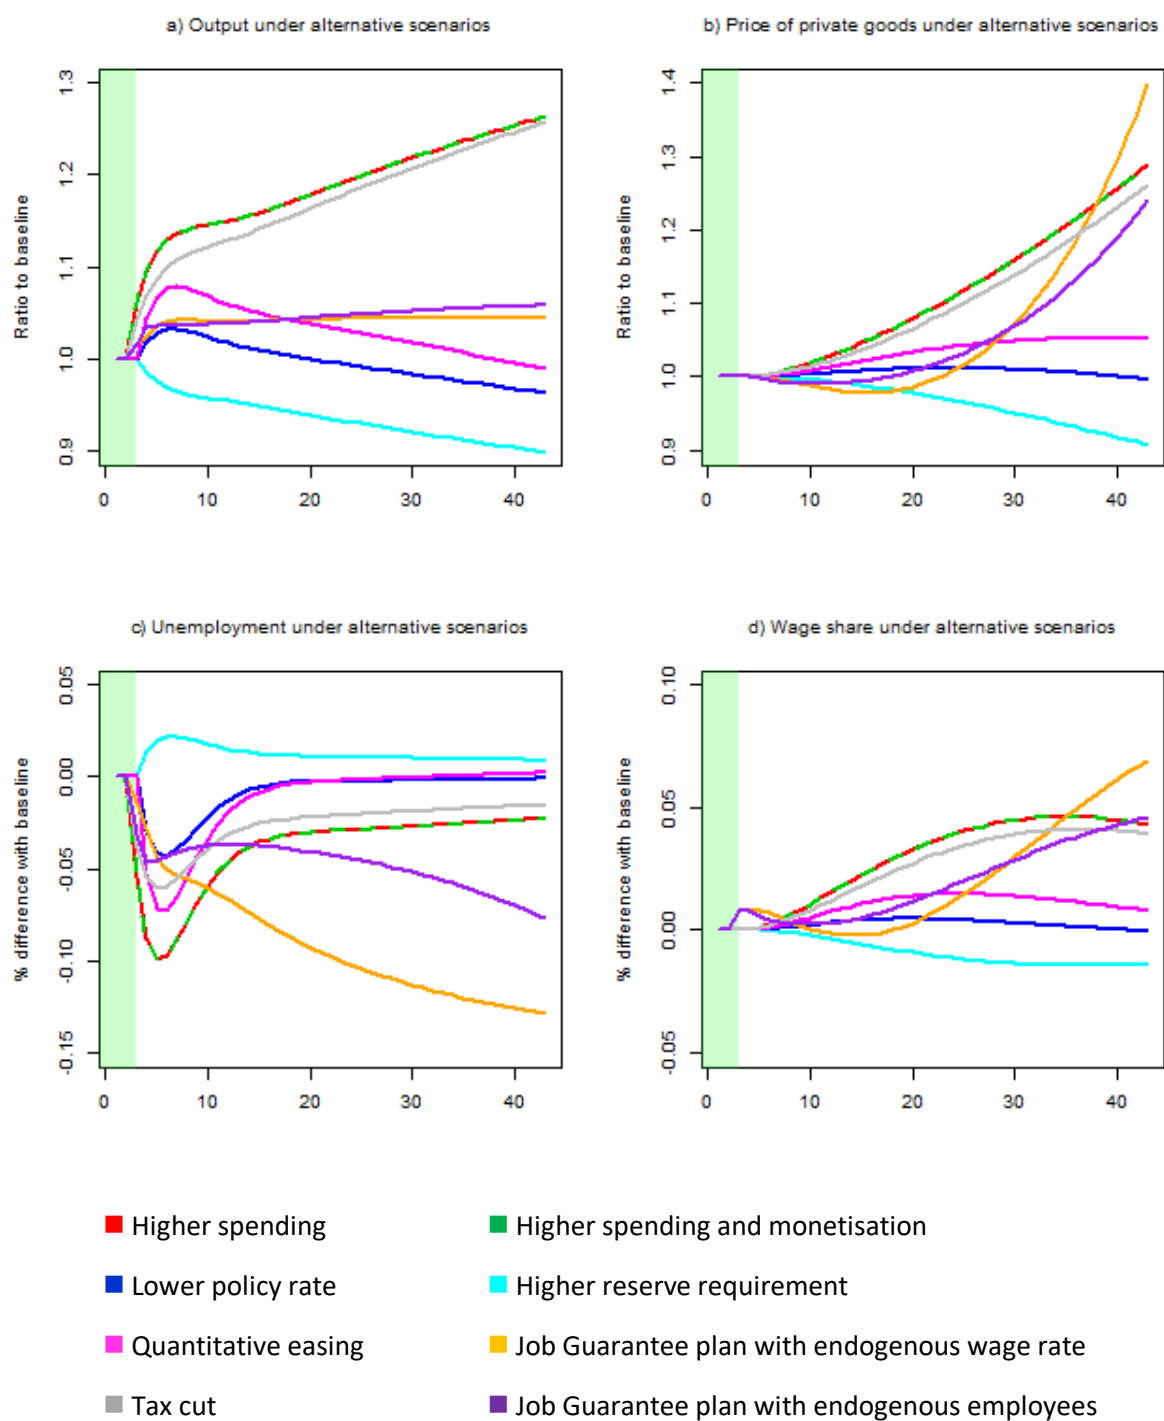 a) Output under alternative scenarios
Ratio to baseline
1.3
1.2
1.1
1.0
0.9
0 10 20 30 40
b) Price of private goods under alternative scenarios
Ratio to baseline
1.4
1.3
1.2
1.1
1.0
0.9
0 10 20 30 40
c) Unemployment under alternative scenarios
% difference with baseline
0.05
0.00
-0.05
-0.10
-0.15
0 10 20 30 40
d) Wage share under alternative scenarios
% difference with baseline
0.10
0.05
0.00
-0.05
0 10 20 30 40
Higher spending
Higher spending and monetisation
Lower policy rate
Higher reserve requirement
Quantitative easing
Job Guarantee plan with endogenous wage rate
Tax cut
Job Guarantee plan with endogenous employees